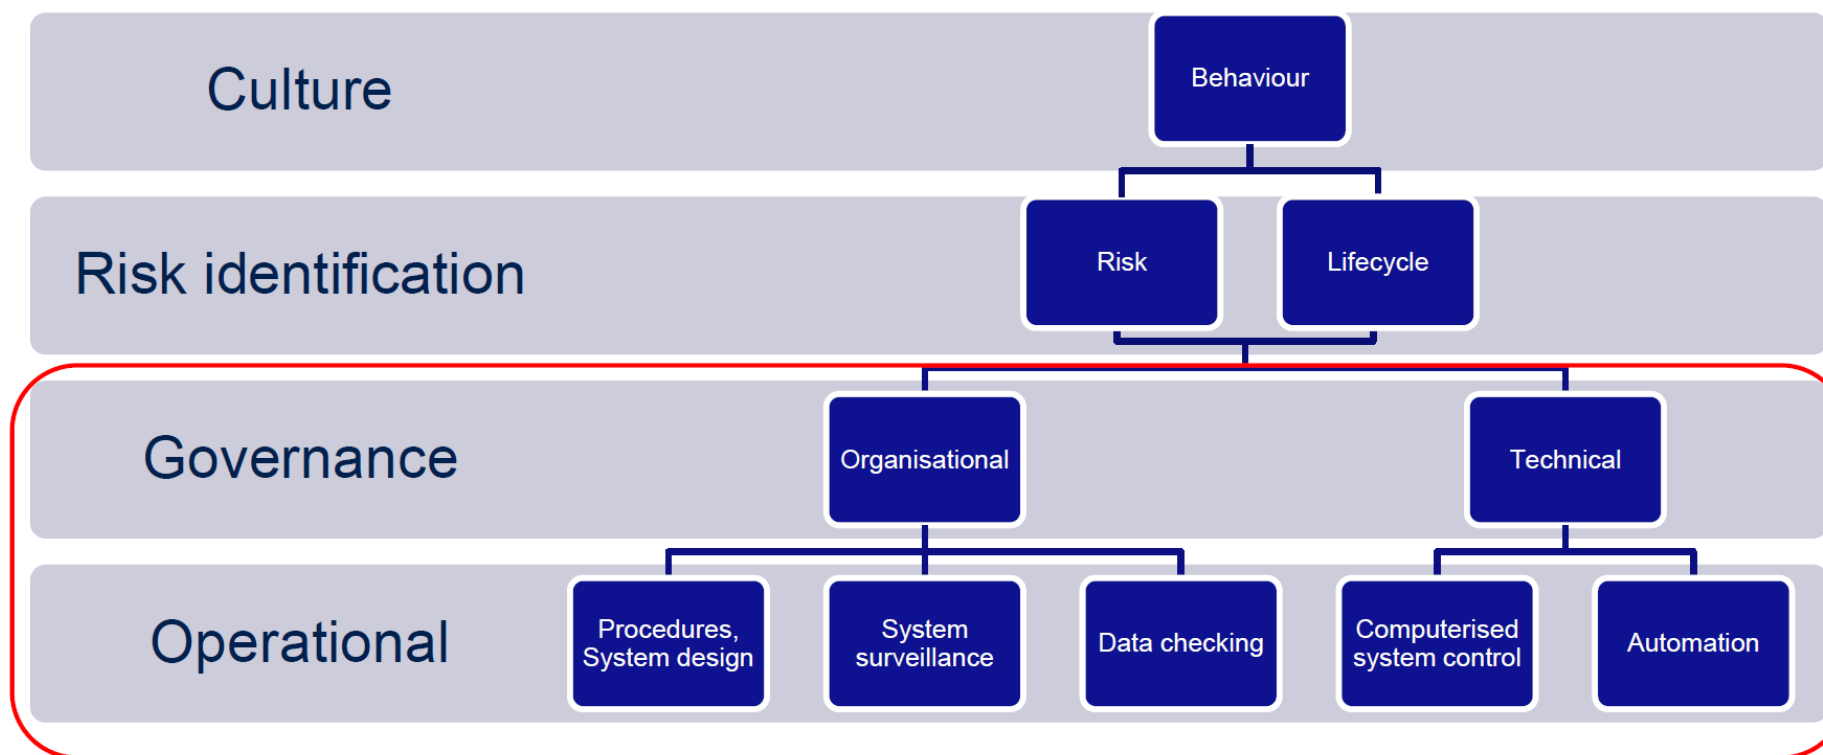 Culture
Behaviour
Risk identification
Risk
Lifecycle
Governance
Organisational
Technical
Operational
Procedures,
System design
System
surveillance
Data checking
Computerised
system control
Automation